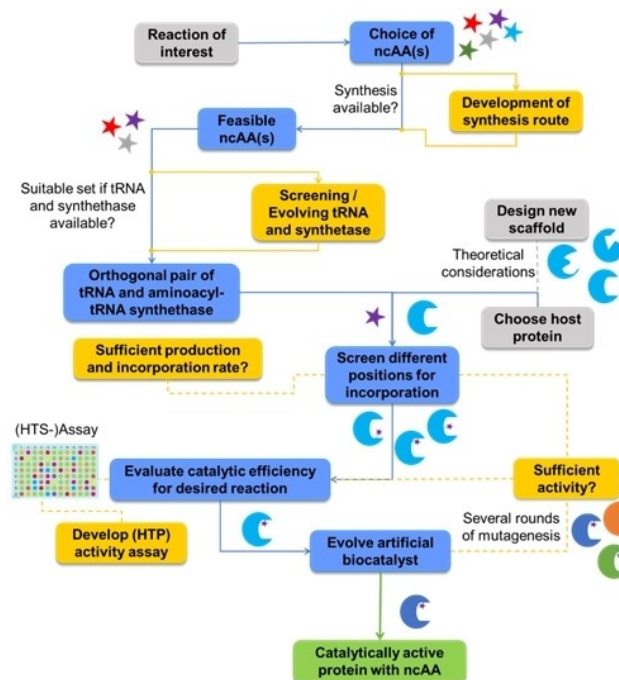 Reaction of
interest
Choice of
ncAA(s)
Synthesis
available?
Development of
synthesis route
Feasible
ncAA(s)
Suitable set if tRNA
and synthethase
available?
Screening /
Evolving tRNA
and synthetase
Design new
scaffold
Theoretical
considerations
Orthogonal pair of
tRNA and aminoacyl-
tRNA synthethase
Choose host
protein
Sufficient production
and incorporation rate?
Screen different
positions for
incorporation
(HTS-)Assay
Evaluate catalytic efficiency
for desired reaction
Sufficient
activity?
Develop (HTP)
activity assay
Several rounds
of mutagenesis
Evolve artificial
biocatalyst
Catalytically active
protein with ncAA